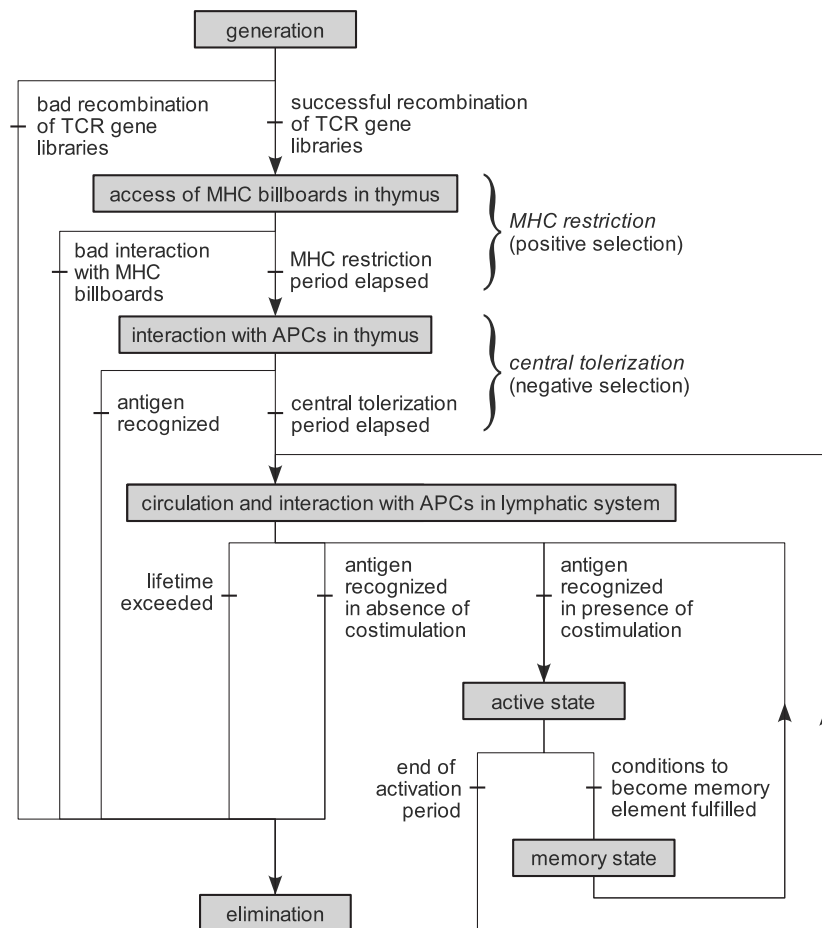 generation
bad recombination
of TCR gene
libraries
successful recombination
of TCR gene
libraries
access of MHC billboards in thymus
MHC restriction
(positive selection)
bad interaction
with MHC
billboards
MHC restriction
period elapsed
interaction with APCs in thymus
central tolerization
(negative selection)
antigen
recognized
central tolerization
period elapsed
circulation and interaction with APCs in lymphatic system
lifetime
exceeded
antigen
recognized
in absence of
costimulation
antigen
recognized
in presence of
costimulation
active state
end of
activation
period
conditions to
become memory
element fulfilled
memory state
elimination